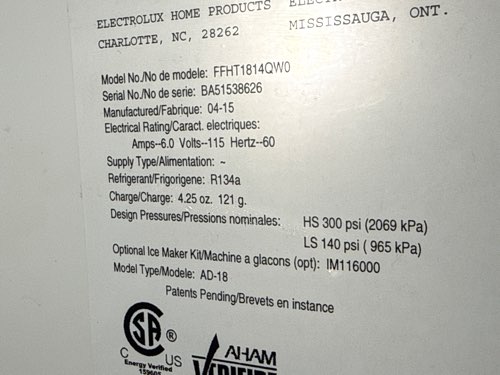 ELECTROLUX HOME PRODUCTS
CHARLOTTE, NC, 28262
MISSISSAUGA, ONT.
Model No./No de modele: FFHT1814QW0
Serial No./No de serie: BA51538626
Manufactured/Fabrique: 04-15
Electrical Rating/Caract. electriques:
Amps--6.0 Volts--115 Hertz--60
Supply Type/Alimentation: ~
Refrigerant/Frigorigene: R134a
Charge/Charge: 4.25 oz. 121 g.
Design Pressures/Pressions nominales: HS 300 psi (2069 kPa)
LS 140 psi ( 965 kPa)
Optional Ice Maker Kit/Machine a glacons (opt): IM116000
Model Type/Modele: AD-18
Patents Pending/Brevets en instance
SA ®
C US
Energy Verified
AHAM